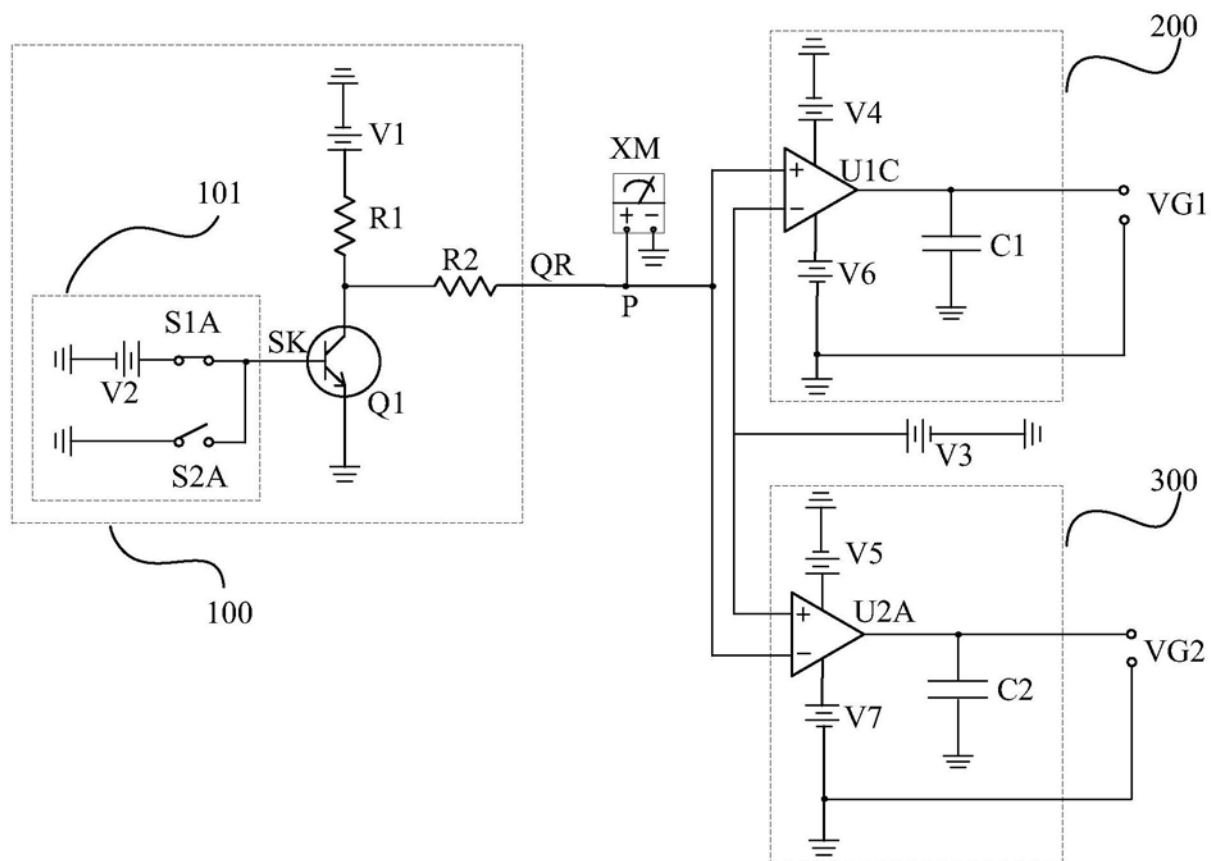 200
V4
V1
XM
U1C
101
VG1
R1
+
−
+ −
C1
R2
QR
V6
P
S1A
SK
V2
Q1
V3
S2A
300
V5
100
U2A
+
−
VG2
C2
V7